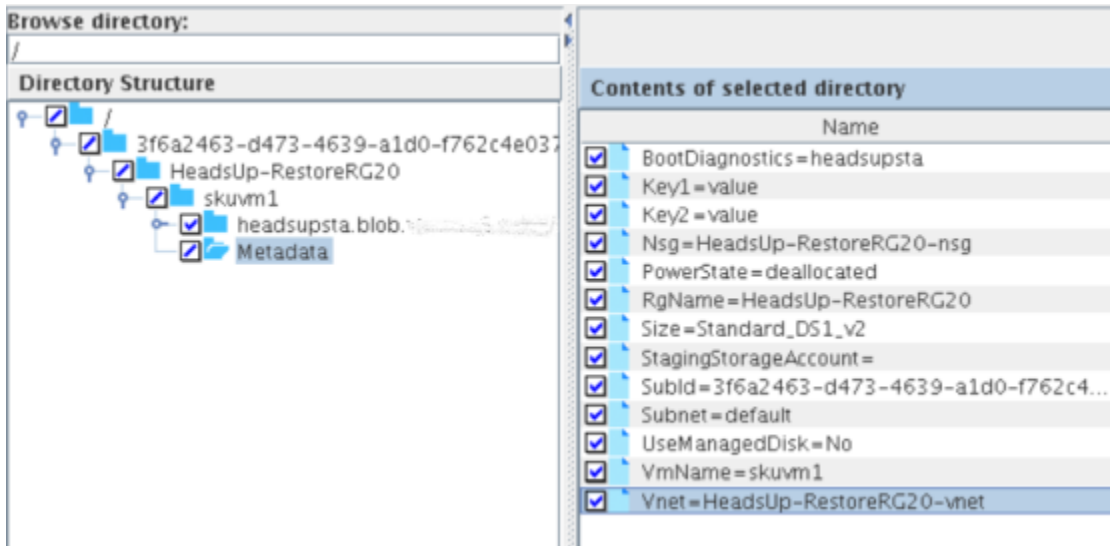 Browse directory:
/
Directory Structure
/
3f6a2463-d473-4639-a1d0-f762c4e037
HeadsUp-RestoreRG20
skuvm1
headsupsta.blob.
Metadata
Contents of selected directory
Name
BootDiagnostics=headsupsta
Key1=value
Key2=value
Nsg=HeadsUp-RestoreRG20-nsg
PowerState=deallocated
RgName=HeadsUp-RestoreRG20
Size=Standard_DS1_v2
StagingStorageAccount=
SubId=3f6a2463-d473-4639-a1d0-f762c4...
Subnet=default
UseManagedDisk=No
VmName=skuvm1
Vnet=HeadsUp-RestoreRG20-vnet